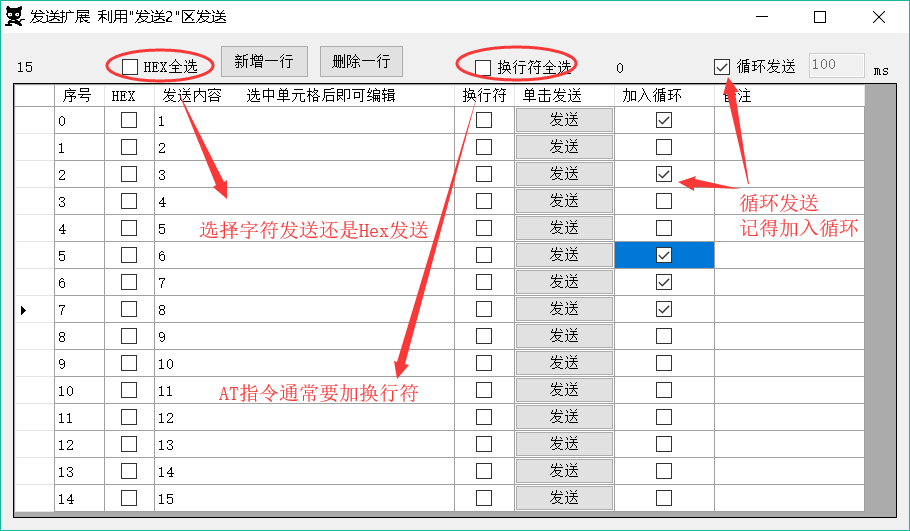 发送扩展 利用"发送2"区发送
15 HEX全选 新增一行 删除一行 换行符全选 0 循环发送 100 ms
序号 HEX 发送内容 选中单元格后即可编辑 换行符 单击发送 加入循环 备注
0 1 发送
1 2 发送
2 3 发送
循环发送
3 4 发送
记得加入循环
4 5 发送
选择字符发送还是Hex发送
5 6 发送
6 7 发送
7 8 发送
8 9 发送
9 10 发送
10 11 发送
AT指令通常要加换行符
11 12 发送
12 13 发送
13 14 发送
14 15 发送